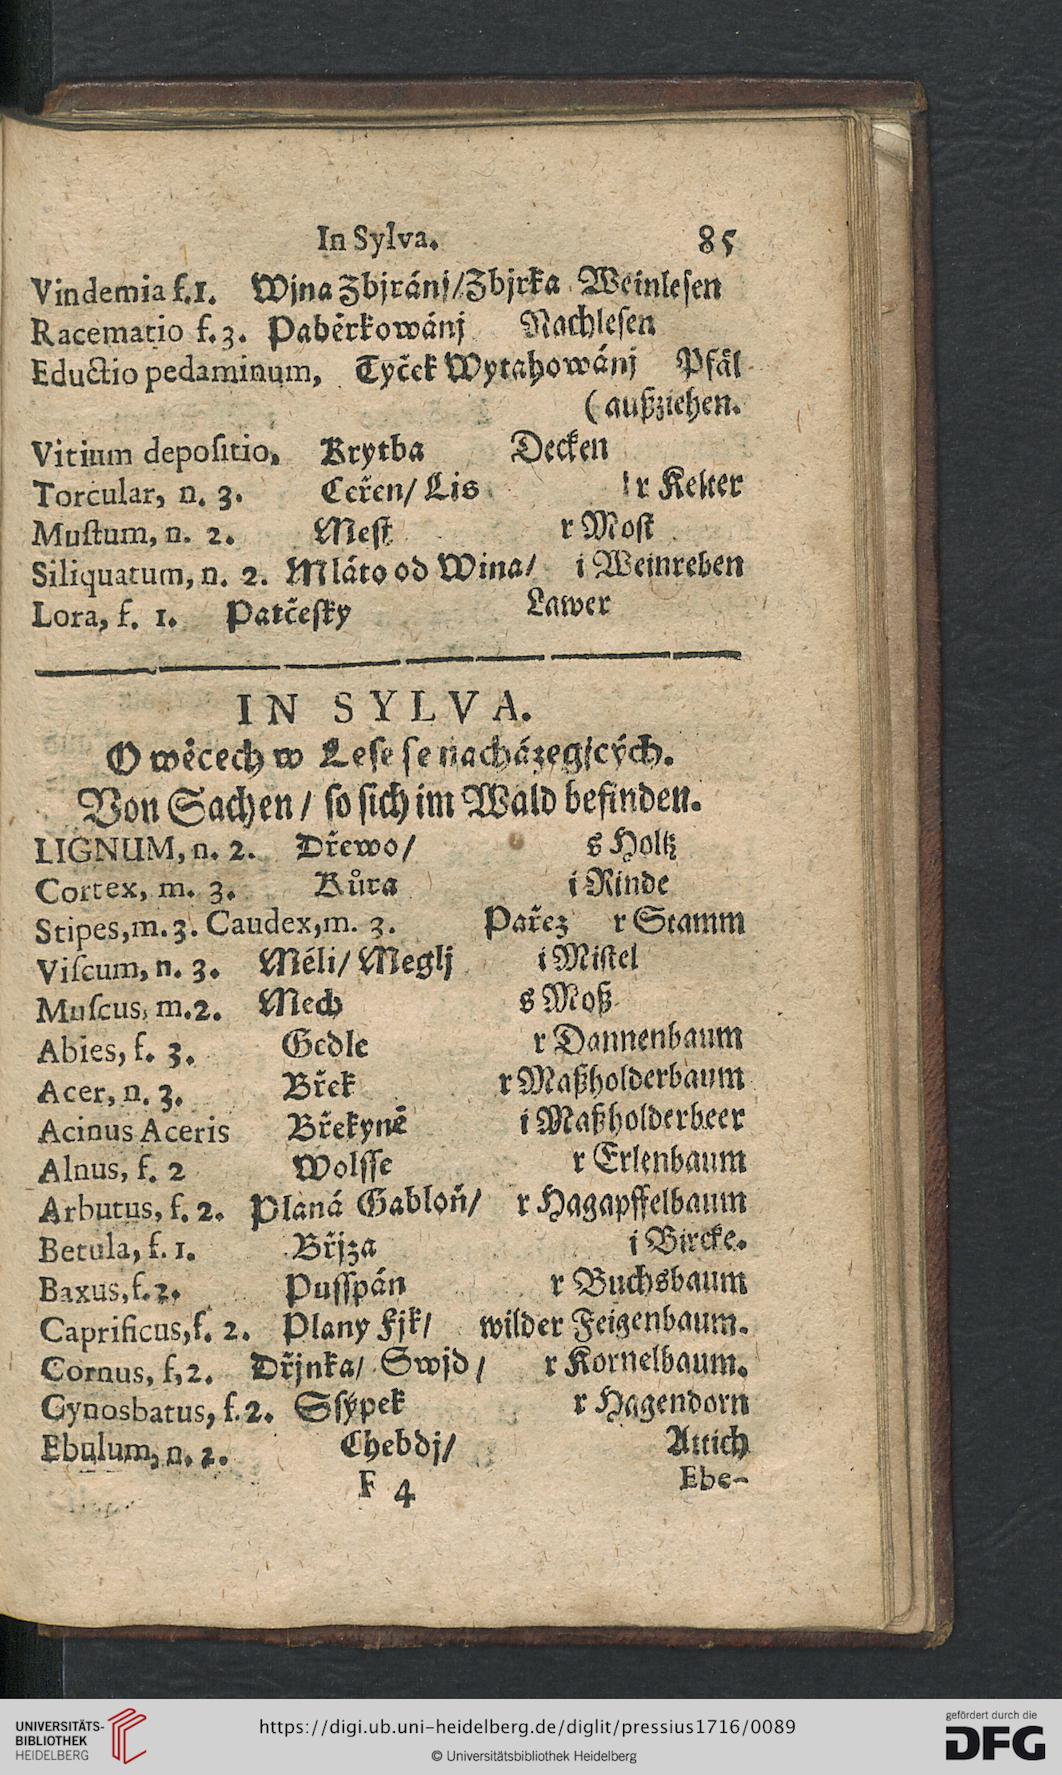 In Sylva. 85
Vindemia f.1. Wjna Zbjránj/Zbjrka Weinlesen
Racematio f. 3. Paběrkowánj Nachlesen
Eductio pedaminum, Tyček Wytahowánj Pfäl
(außziehen.
Vitium depoſitio, Krytba Decken
Torcular, n. 3. Čeřen/ Lis r Kelter
Muſtum, n. 2. Meſt r Moſt
Siliquatum, n. 2. Mláto od Wina/ i Weinreben
Lora, f. 1. Patčeſky Lawer
IN SYLVA.
O wěcech w Leſe ſe nacházegjcých.
Von Sachen / ſo ſich im Wald befinden.
LIGNUM, n. 2. Dřewo/ s Holtz
Cortex, m. 3. Kůra i Rinde
Stipes, m. 3. Caudex, m. 3. Pařez r Stamm
Viſcum, n. 3. Méli/ Meglj i Miſtel
Muſcus, m. 2. Mech s Moß
Abies, f. 3. Gedle r Dannenbaum
Acer, n. 3. Břek r Maßholderbaum
Acinus Aceris Břekyně i Maßholderbeer
Alnus, f. 2 Wolſſe r Erlenbaum
Arbutus, f. 2. Planá Gabloň/ r Hagapffelbaum
Betula, f. 1. Břjza i Bircke.
Baxus, f. 2. Puſſpán r Buchsbaum
Caprificus, f. 2. Plany Fjk/ wilder Feigenbaum.
Cornus, f, 2. Dřjnka/ Swjd / r Kornelbaum.
Gynosbatus, f. 2. Sſýpek r Hagendorn
Ebulum, n. 2. Chebdj/ Attich
F 4 Ebe-
UNIVERSITÄTS-
BIBLIOTHEK
HEIDELBERG
https://digi.ub.uni-heidelberg.de/diglit/pressius1716/0089
© Universitätsbibliothek Heidelberg
gefördert durch die
DFG